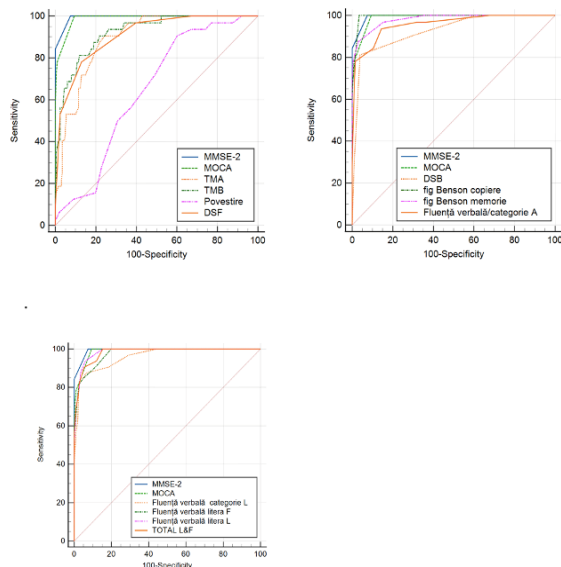 100
80
60
40
20
0
Sensitivity
MMSE-2
MOCA
TMA
TMB
Povestire
DSF
0 20 40 60 80 100
100-Specificity
100
80
60
40
20
0
Sensitivity
MMSE-2
MOCA
DSB
fig Benson copiere
fig Benson memorie
Fluență verbală/categorie A
0 20 40 60 80 100
100-Specificity
100
80
60
40
20
0
Sensitivity
MMSE-2
MOCA
Fluență verbală categorie L
Fluență verbală litera F
Fluență verbală litera L
TOTAL L&F
0 20 40 60 80 100
100-Specificity